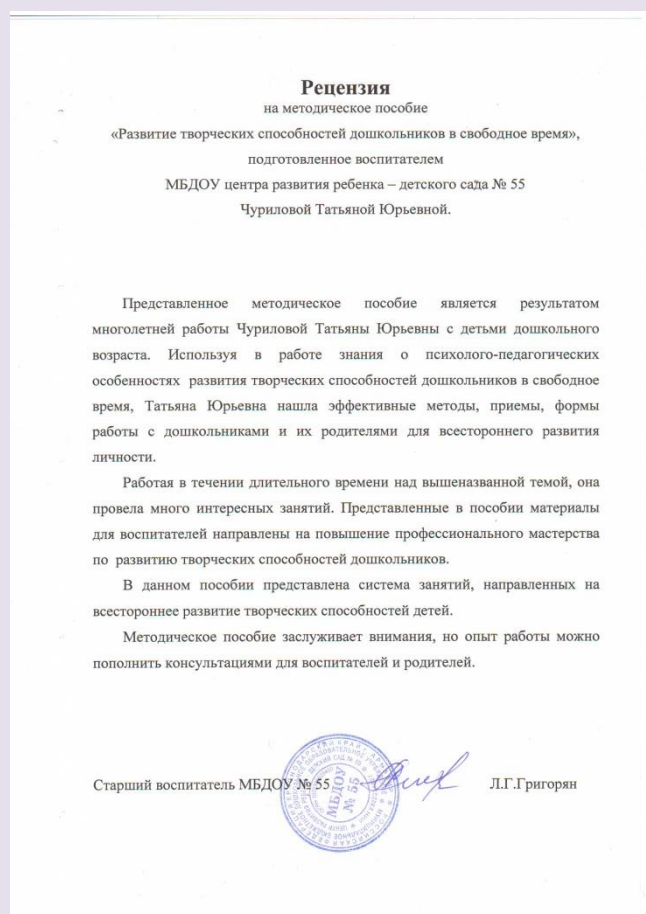 Рецензия
на методическое пособие
«Развитие творческих способностей дошкольников в свободное время»,
подготовленное воспитателем
МБДОУ центра развития ребенка – детского сада № 55
Чуриловой Татьяной Юрьевной.
Представленное методическое пособие является результатом
многолетней работы Чуриловой Татьяны Юрьевны с детьми дошкольного
возраста. Используя в работе знания о психолого-педагогических
особенностях развития творческих способностей дошкольников в свободное
время, Татьяна Юрьевна нашла эффективные методы, приемы, формы
работы с дошкольниками и их родителями для всестороннего развития
личности.
Работая в течении длительного времени над вышеназванной темой, она
провела много интересных занятий. Представленные в пособии материалы
для воспитателей направлены на повышение профессионального мастерства
по развитию творческих способностей дошкольников.
В данном пособии представлена система занятий, направленных на
всестороннее развитие творческих способностей детей.
Методическое пособие заслуживает внимания, но опыт работы можно
пополнить консультациями для воспитателей и родителей.
Старший воспитатель МБДОУ № 55 Л.Г.Григорян
МБДОУ
№ 55